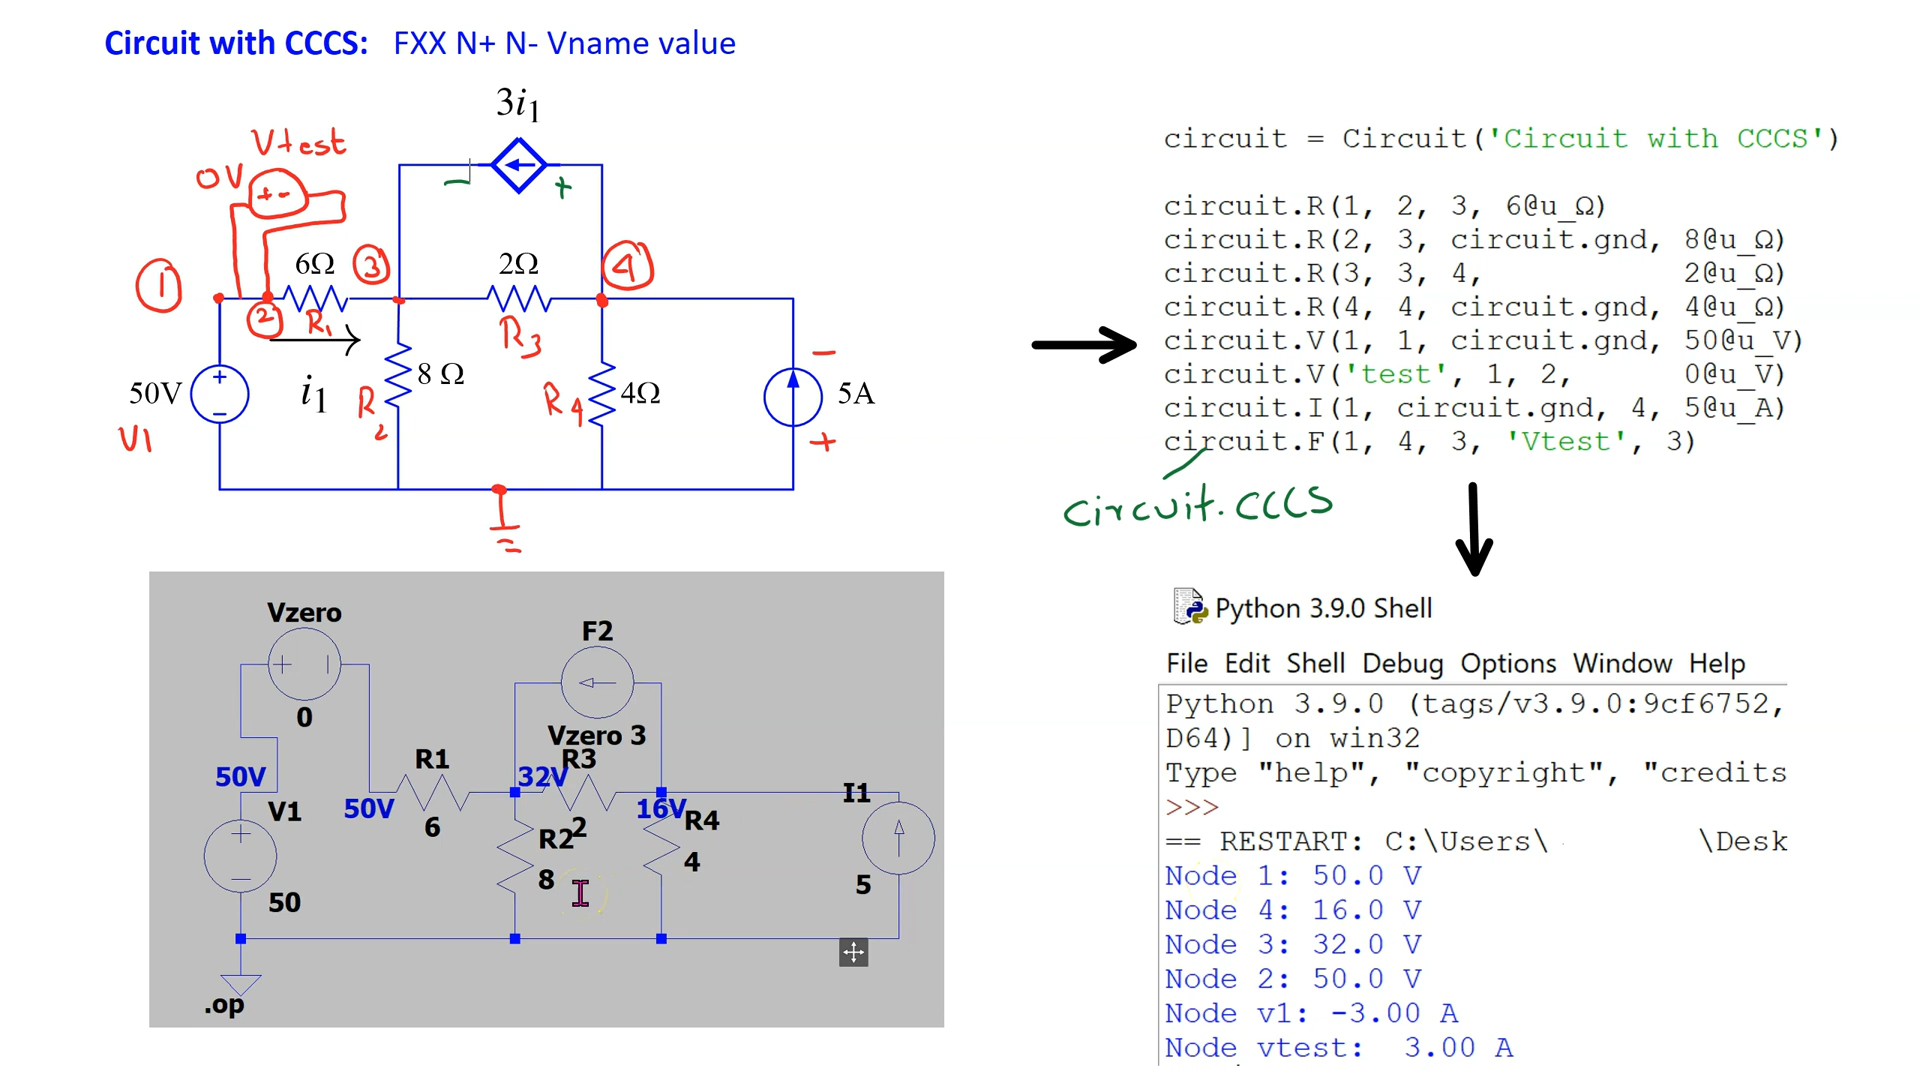 Circuit with CCCS: FXX N+ N- Vname value
3i1
Vtest
0V
+ -
- +
1
6Ω
3
2Ω
4
2
R1
R3
i1
50V
+
-
V1
8 Ω
R2
R4
4Ω
-
5A
+
circuit = Circuit('Circuit with CCCS')
circuit.R(1, 2, 3, 6@u_Ω)
circuit.R(2, 3, circuit.gnd, 8@u_Ω)
circuit.R(3, 3, 4, 2@u_Ω)
circuit.R(4, 4, circuit.gnd, 4@u_Ω)
circuit.V(1, 1, circuit.gnd, 50@u_V)
circuit.V('test', 1, 2, 0@u_V)
circuit.I(1, circuit.gnd, 4, 5@u_A)
circuit.F(1, 4, 3, 'Vtest', 3)
Circuit.CCCS
Vzero
0
F2
Vzero 3
50V
V1
50
50V
R1
6
32V
R3
2
16V
R2
8
R4
4
I1
5
.op
Python 3.9.0 Shell
File Edit Shell Debug Options Window Help
Python 3.9.0 (tags/v3.9.0:9cf6752,
D64)] on win32
Type "help", "copyright", "credits
>>>
== RESTART: C:\Users\ \Desk
Node 1: 50.0 V
Node 4: 16.0 V
Node 3: 32.0 V
Node 2: 50.0 V
Node v1: -3.00 A
Node vtest: 3.00 A